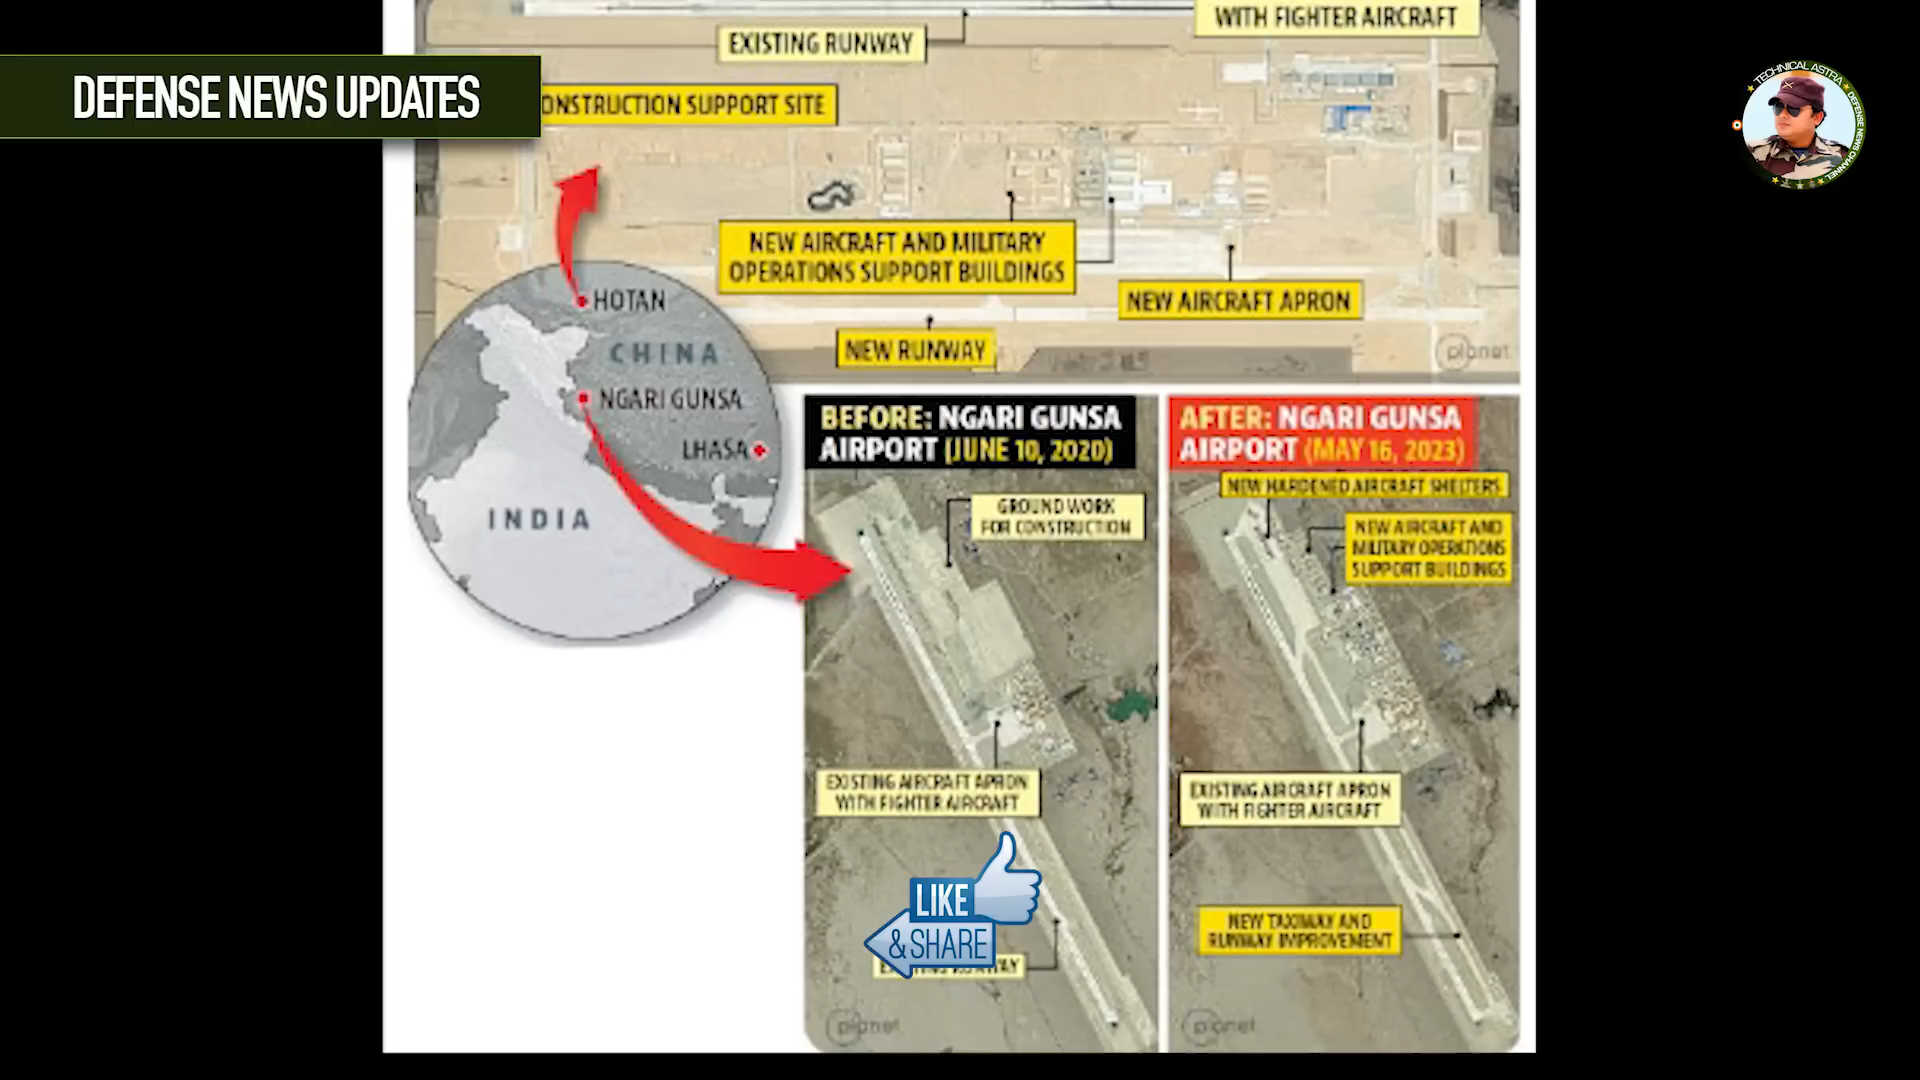 WITH FIGHTER AIRCRAFT
EXISTING RUNWAY
DEFENSE NEWS UPDATES
ONSTRUCTION SUPPORT SITE
TECHNICAL ASTRA
DEFENSE NEWS CHANNEL
NEW AIRCRAFT AND MILITARY
OPERATIONS SUPPORT BUILDINGS
NEW AIRCRAFT APRON
NEW RUNWAY
planet
HOTAN
CHINA
NGARI GUNSA
LHASA
INDIA
BEFORE: NGARI GUNSA
AIRPORT (JUNE 10, 2020)
GROUND WORK
FOR CONSTRUCTION
EXISTING AIRCRAFT APRON
WITH FIGHTER AIRCRAFT
LIKE
& SHARE
planet
AFTER: NGARI GUNSA
AIRPORT (MAY 16, 2023)
NEW HARDENED AIRCRAFT SHELTERS
NEW AIRCRAFT AND
MILITARY OPERATIONS
SUPPORT BUILDINGS
EXISTING AIRCRAFT APRON
WITH FIGHTER AIRCRAFT
NEW TAXIWAY AND
RUNWAY IMPROVEMENT
planet